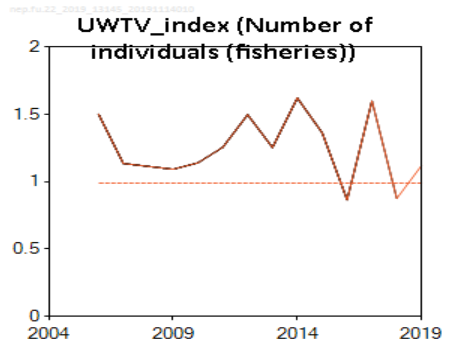 nep.fu.22_2019_13145_20191114010
UWTV_index (Number of
individuals (fisheries))
2
1.5
1
0.5
0
2004 2009 2014 2019